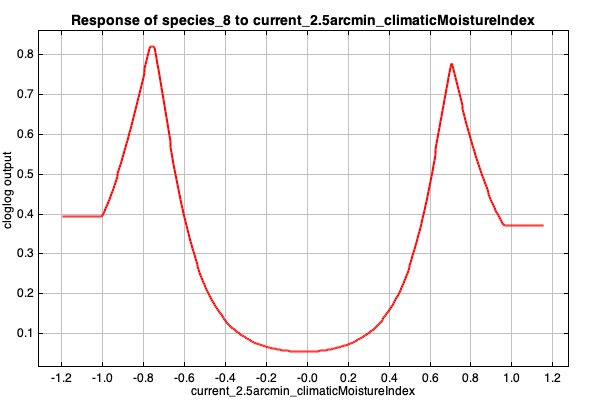 Response of species_8 to current_2.5arcmin_climaticMoistureIndex
cloglog output
0.8
0.7
0.6
0.5
0.4
0.3
0.2
0.1
-1.2 -1.0 -0.8 -0.6 -0.4 -0.2 -0.0 0.2 0.4 0.6 0.8 1.0 1.2
current_2.5arcmin_climaticMoistureIndex